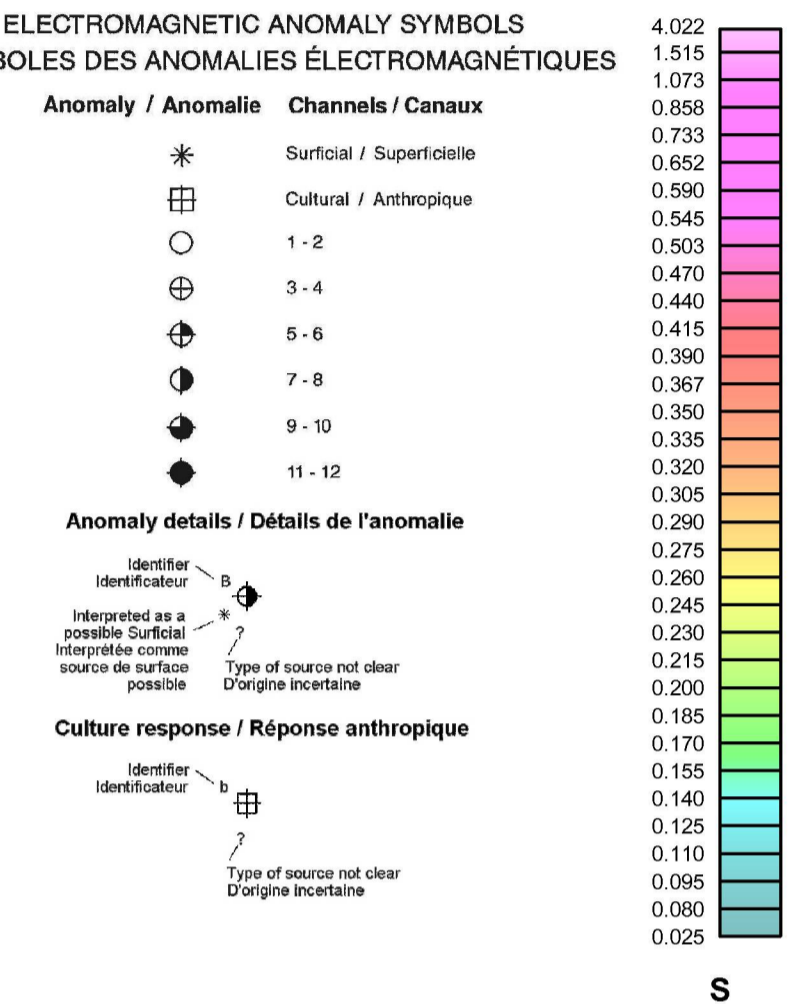 ELECTROMAGNETIC ANOMALY SYMBOLS
BOLES DES ANOMALIES ÉLECTROMAGNÉTIQUES
Anomaly / Anomalie Channels / Canaux
Surficial / Superficielle
Cultural / Anthropique
1 - 2
3 - 4
5 - 6
7 - 8
9 - 10
11 - 12
Anomaly details / Détails de l'anomalie
Identifier
Identificateur B
Interpreted as a
possible Surficial
Interprétée comme
source de surface
possible
?
Type of source not clear
D'origine incertaine
Culture response / Réponse anthropique
Identifier
Identificateur b
?
Type of source not clear
D'origine incertaine
4.022
1.515
1.073
0.858
0.733
0.652
0.590
0.545
0.503
0.470
0.440
0.415
0.390
0.367
0.350
0.335
0.320
0.305
0.290
0.275
0.260
0.245
0.230
0.215
0.200
0.185
0.170
0.155
0.140
0.125
0.110
0.095
0.080
0.025
S